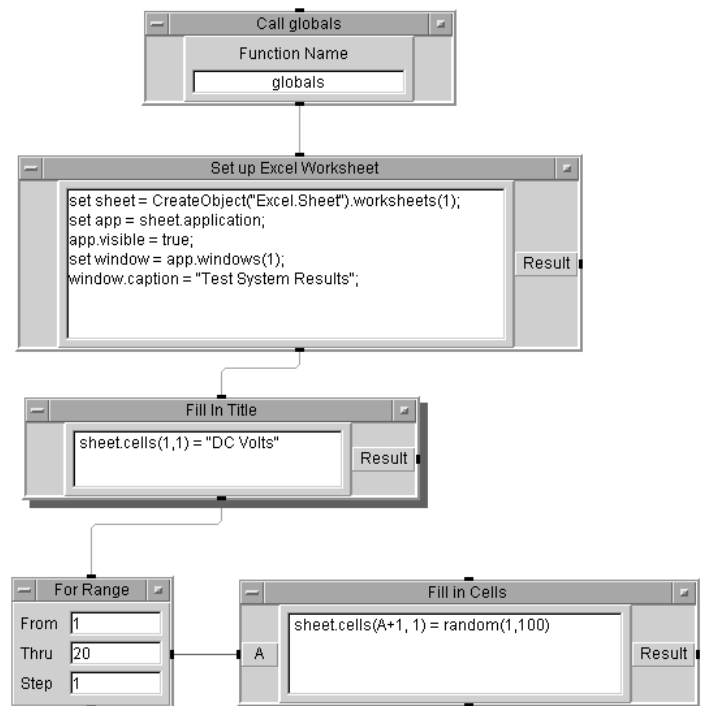 Call globals
Function Name
globals
Set up Excel Worksheet
set sheet = CreateObject("Excel.Sheet").worksheets(1);
set app = sheet.application;
app.visible = true;
set window = app.windows(1);
window.caption = "Test System Results";
Result
Fill In Title
sheet.cells(1,1) = "DC Volts"
Result
For Range
From 1
Thru 20
Step 1
Fill in Cells
A
sheet.cells(A+1, 1) = random(1,100)
Result